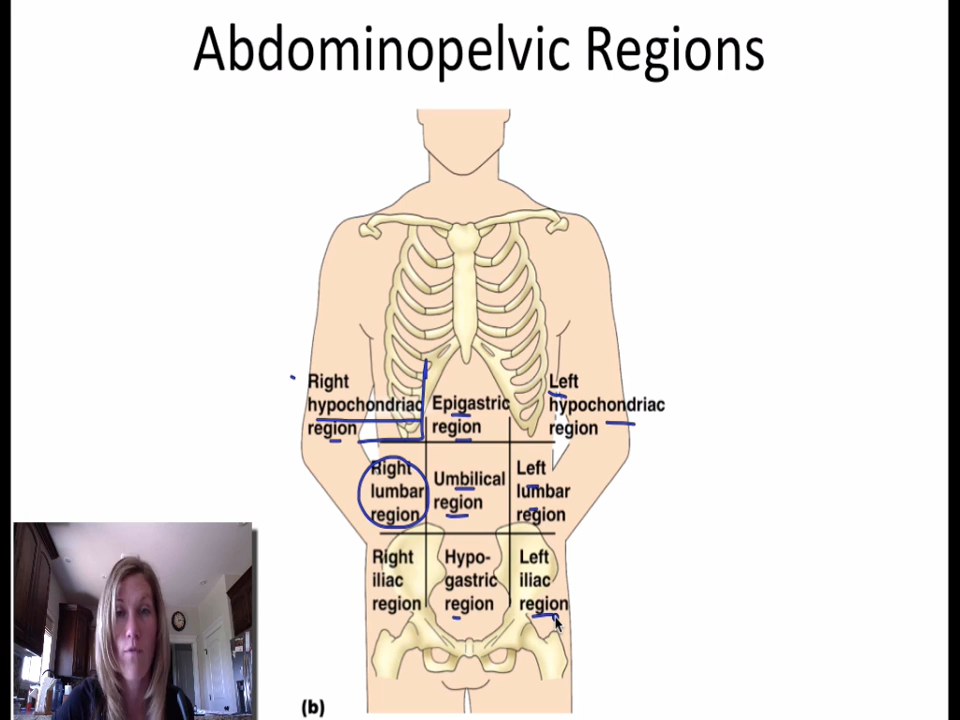 Abdominopelvic Regions
Right
hypochondriac
region
Epigastric
region
Left
hypochondriac
region
Right
lumbar
region
Umbilical
region
Left
lumbar
region
Right
iliac
region
Hypo-
gastric
region
Left
iliac
region
(b)